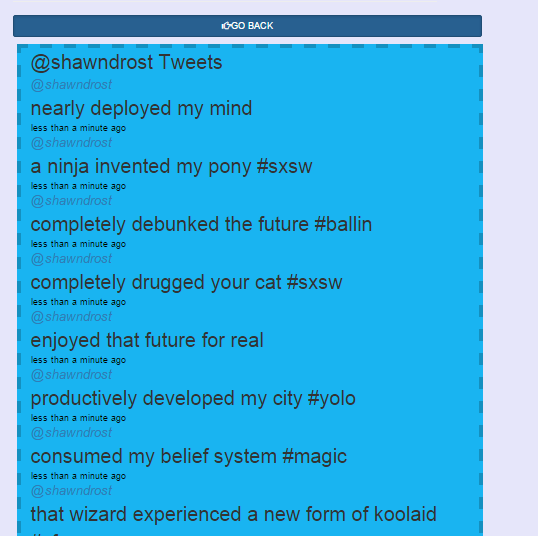 GO BACK
@shawndrost Tweets
@shawndrost
nearly deployed my mind
less than a minute ago
@shawndrost
a ninja invented my pony #sxsw
less than a minute ago
@shawndrost
completely debunked the future #ballin
less than a minute ago
@shawndrost
completely drugged your cat #sxsw
less than a minute ago
@shawndrost
enjoyed that future for real
less than a minute ago
@shawndrost
productively developed my city #yolo
less than a minute ago
@shawndrost
consumed my belief system #magic
less than a minute ago
@shawndrost
that wizard experienced a new form of koolaid